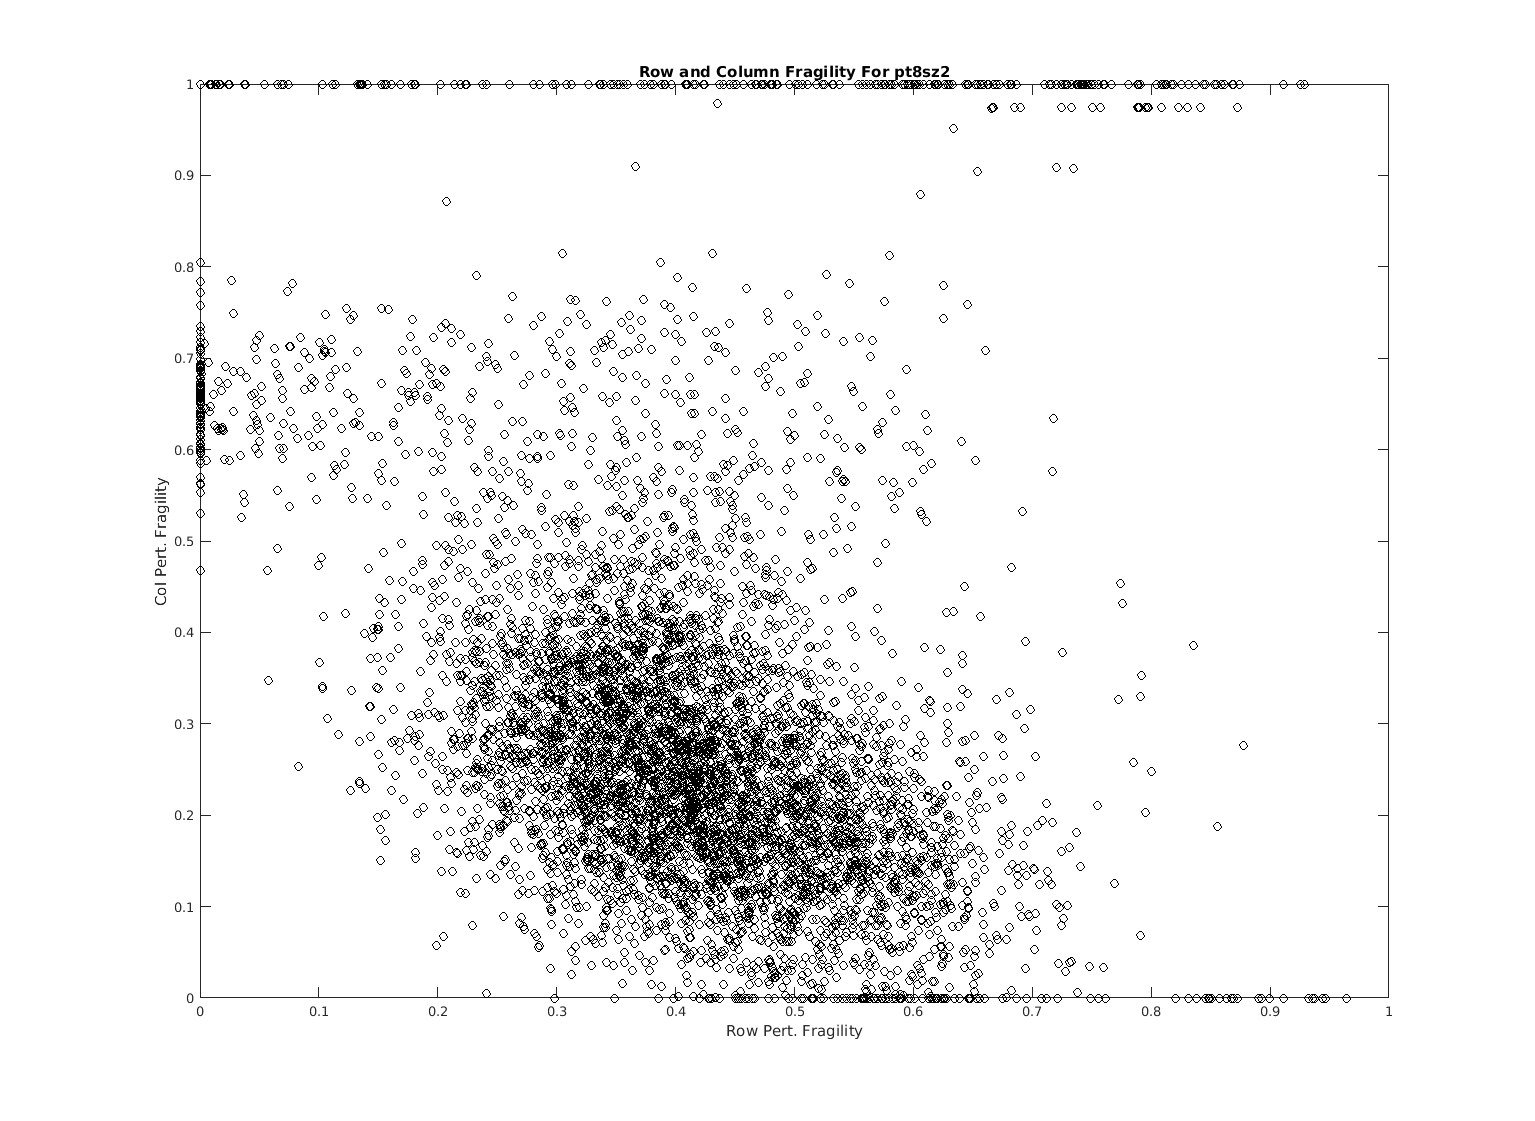 Row and Column Fragility For pt8sz2
1
0.9
0.8
0.7
0.6
0.5
0.4
0.3
0.2
0.1
0
Col Pert. Fragility
0 0.1 0.2 0.3 0.4 0.5 0.6 0.7 0.8 0.9 1
Row Pert. Fragility